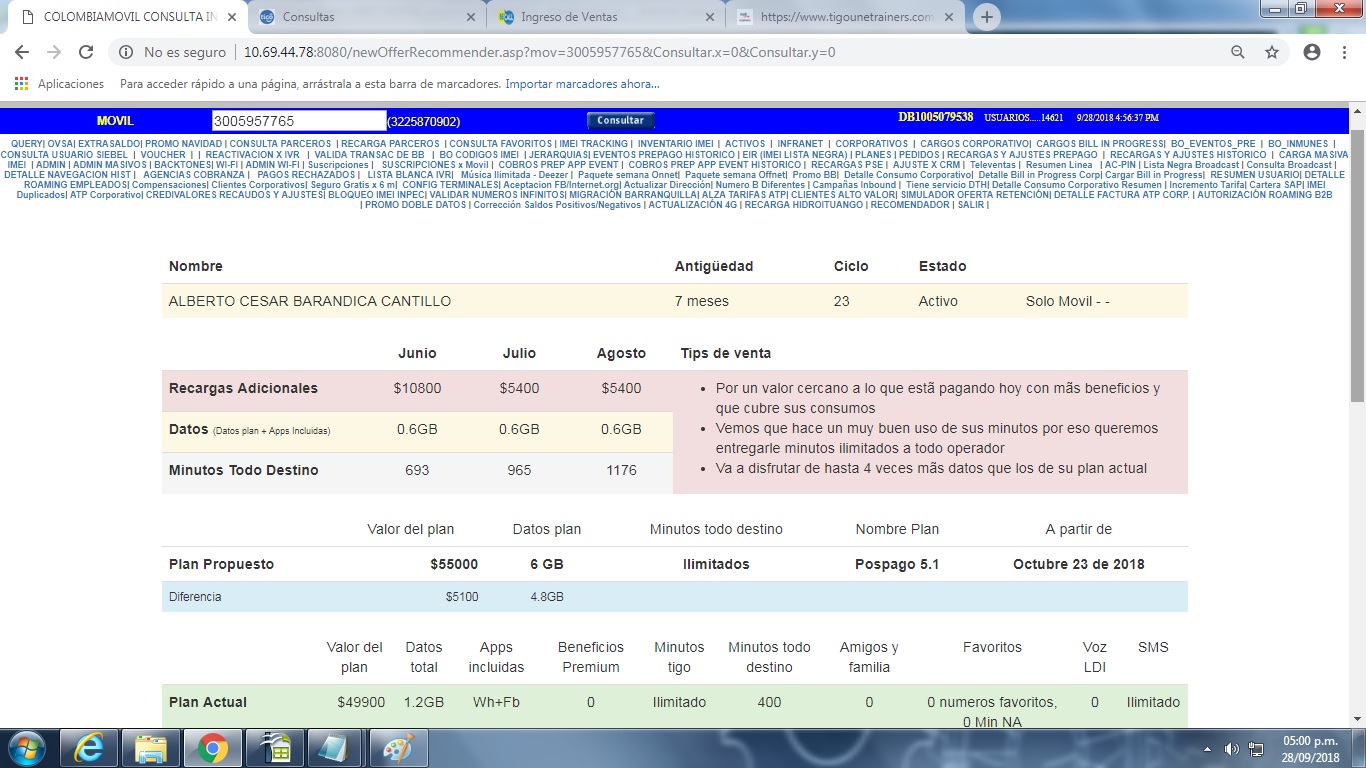 COLOMBIAMOVIL CONSULTA IN
Consultas
Ingreso de Ventas
https://www.tigounetrainers.com
No es seguro | 10.69.44.78:8080/newOfferRecommender.asp?mov=3005957765&Consultar.x=0&Consultar.y=0
Aplicaciones Para acceder rápido a una página, arrástrala a esta barra de marcadores. Importar marcadores ahora...
MOVIL 3005957765 (3225870902) Consultar DB1005079538 USUARIOS.....14621 9/28/2018 4:56:37 PM
QUERY| OVSA| EXTRASALDO| PROMO NAVIDAD | CONSULTA PARCEROS | RECARGA PARCEROS | CONSULTA FAVORITOS | IMEI TRACKING | INVENTARIO IMEI | ACTIVOS | INFRANET | CORPORATIVOS | CARGOS CORPORATIVO| CARGOS BILL IN PROGRESS| BO_EVENTOS_PRE | BO_INMUNES |
CONSULTA USUARIO SIEBEL | VOUCHER | | REACTIVACION X IVR | VALIDA TRANSAC DE BB | BO CODIGOS IMEI | JERARQUIAS| EVENTOS PREPAGO HISTORICO | EIR (IMEI LISTA NEGRA) | PLANES | PEDIDOS | RECARGAS Y AJUSTES PREPAGO | RECARGAS Y AJUSTES HISTORICO | CARGA MASIVA
IMEI | ADMIN | ADMIN MASIVOS | BACKTONES| WI-FI | ADMIN WI-FI | Suscripciones | SUSCRIPCIONES x Movil | COBROS PREP APP EVENT | COBROS PREP APP EVENT HISTORICO | RECARGAS PSE | AJUSTE X CRM | Televentas | Resumen Linea | AC-PIN | Lista Negra Broadcast | Consulta Broadcast |
DETALLE NAVEGACION HIST | AGENCIAS COBRANZA | PAGOS RECHAZADOS | LISTA BLANCA IVR| Música Ilimitada - Deezer | Paquete semana Onnet| Paquete semana Offnet| Promo BB| Detalle Consumo Corporativo| Detalle Bill in Progress Corp| Cargar Bill in Progress| RESUMEN USUARIO| DETALLE
ROAMING EMPLEADOS| Compensaciones| Clientes Corporativos| Seguro Gratis x 6 m| CONFIG TERMINALES| Aceptacion FB/Internet.org| Actualizar Dirección| Numero B Diferentes | Campañas Inbound | Tiene servicio DTH| Detalle Consumo Corporativo Resumen | Incremento Tarifa| Cartera SAP| IMEI
Duplicados| ATP Corporativo| CREDIVALORES RECAUDOS Y AJUSTES| BLOQUEO IMEI INPEC| VALIDAR NUMEROS INFINITOS| MIGRACIÓN BARRANQUILLA| ALZA TARIFAS ATP| CLIENTES ALTO VALOR| SIMULADOR OFERTA RETENCIÓN| DETALLE FACTURA ATP CORP. | AUTORIZACIÓN ROAMING B2B
| PROMO DOBLE DATOS | Corrección Saldos Positivos/Negativos | ACTUALIZACIÓN 4G | RECARGA HIDROITUANGO | RECOMENDADOR | SALIR |
Nombre Antigüedad Ciclo Estado
ALBERTO CESAR BARANDICA CANTILLO 7 meses 23 Activo Solo Movil - -
Junio Julio Agosto Tips de venta
Recargas Adicionales $10800 $5400 $5400
Datos (Datos plan + Apps Incluidas) 0.6GB 0.6GB 0.6GB
Minutos Todo Destino 693 965 1176
• Por un valor cercano a lo que estã pagando hoy con mãs beneficios y
que cubre sus consumos
• Vemos que hace un muy buen uso de sus minutos por eso queremos
entregarle minutos ilimitados a todo operador
• Va a disfrutar de hasta 4 veces mãs datos que los de su plan actual
Valor del plan Datos plan Minutos todo destino Nombre Plan A partir de
Plan Propuesto $55000 6 GB Ilimitados Pospago 5.1 Octubre 23 de 2018
Diferencia $5100 4.8GB
Valor del Datos Apps Beneficios Minutos Minutos todo Amigos y Favoritos Voz SMS
plan total incluidas Premium tigo destino familia LDI
Plan Actual $49900 1.2GB Wh+Fb 0 Ilimitado 400 0 0 numeros favoritos, 0 Ilimitado
0 Min NA
05:00 p.m.
28/09/2018